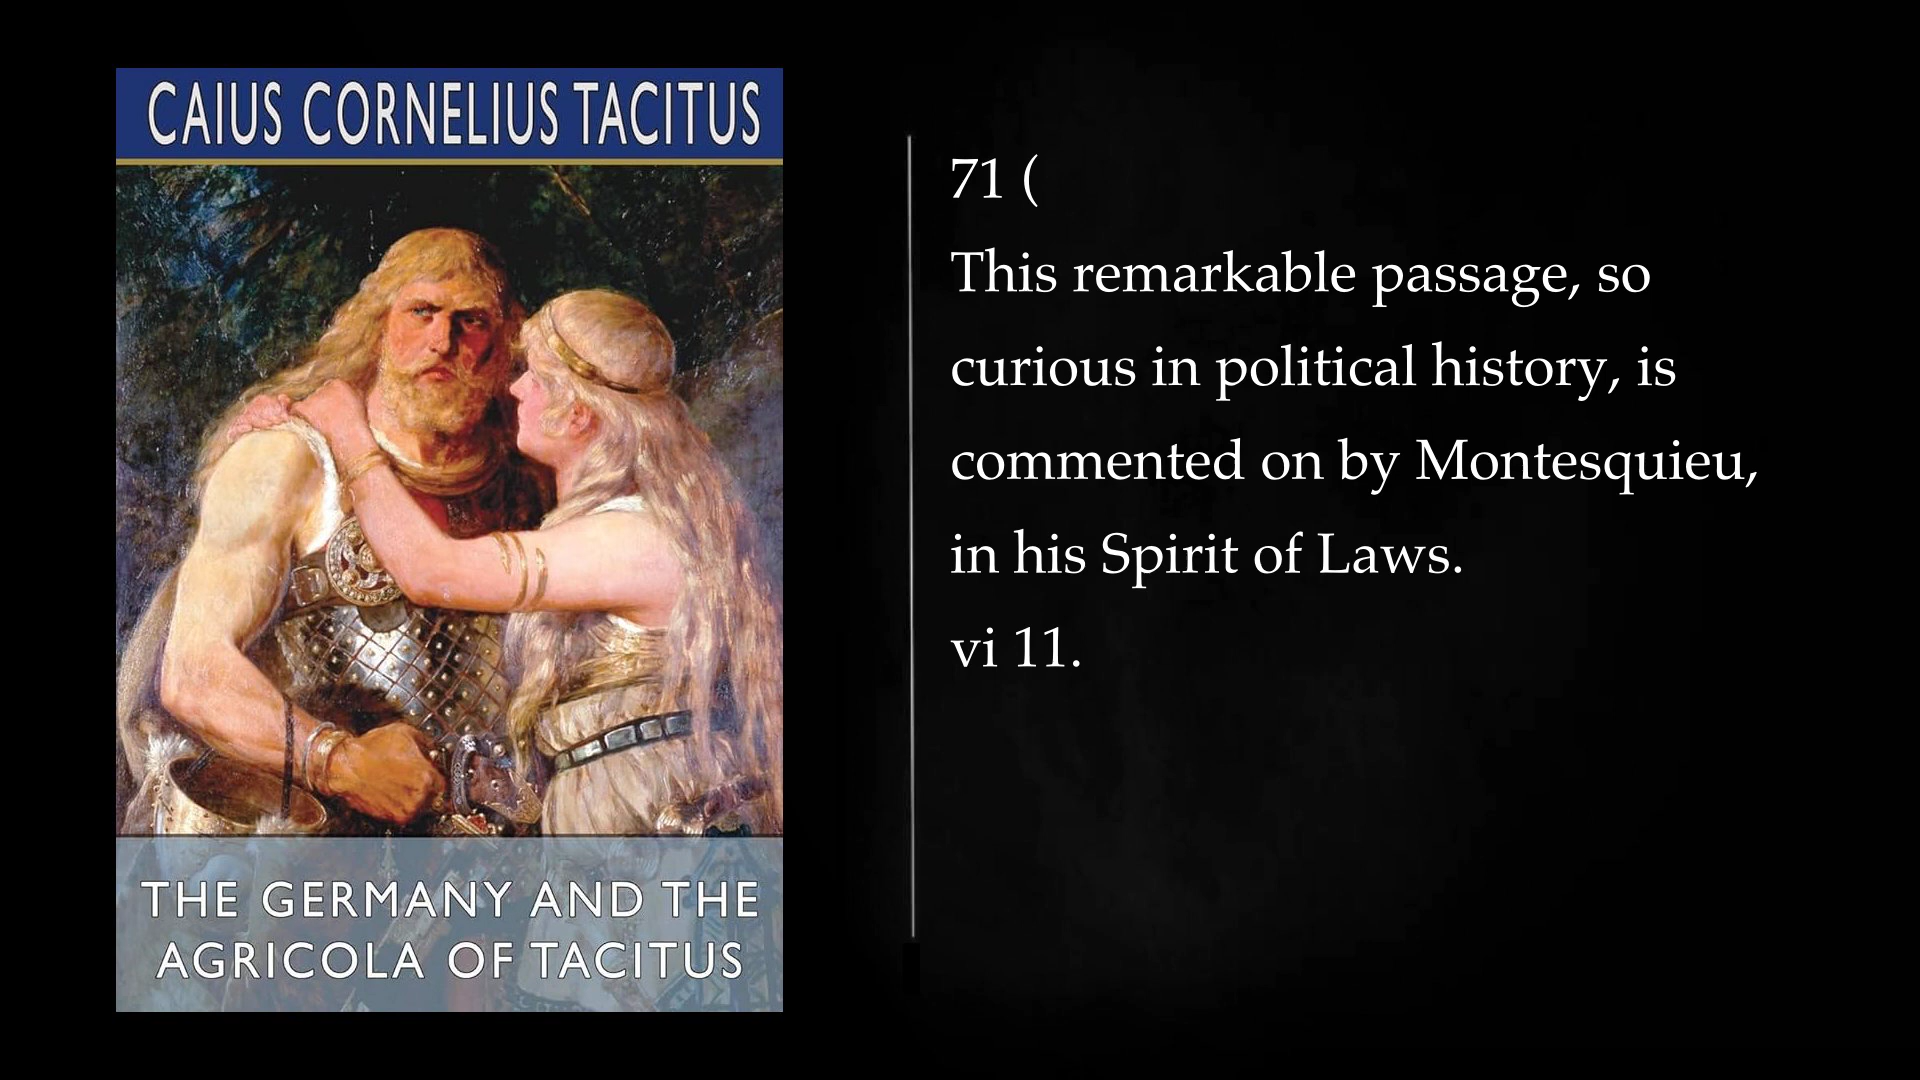 CAIUS CORNELIUS TACITUS
THE GERMANY AND THE
AGRICOLA OF TACITUS
71 (
This remarkable passage, so
curious in political history, is
commented on by Montesquieu,
in his Spirit of Laws.
vi 11.